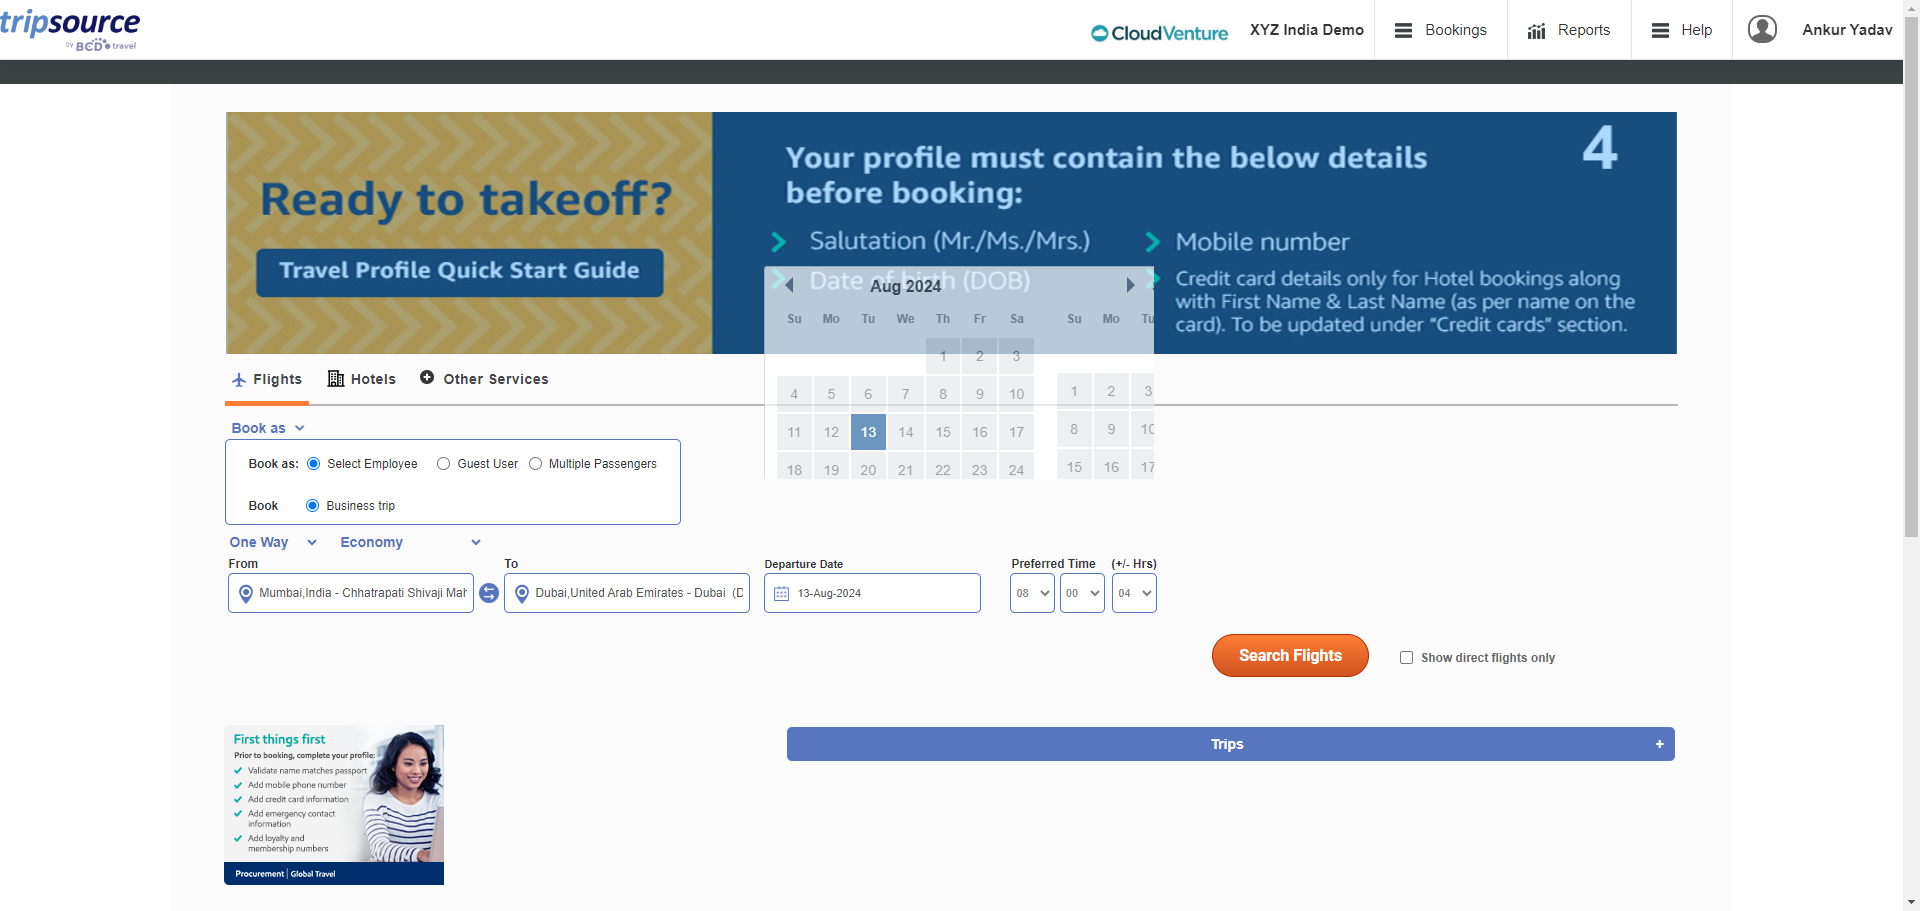 tripsource
by BCD travel
CloudVenture
XYZ India Demo
Bookings
Reports
Help
Ankur Yadav
Ready to takeoff?
Travel Profile Quick Start Guide
Your profile must contain the below details
before booking:
4
Salutation (Mr./Ms./Mrs.)
Date of birth (DOB)
Mobile number
Credit card details only for Hotel bookings along
with First Name & Last Name (as per name on the
card). To be updated under “Credit cards” section.
Aug 2024
Su Mo Tu We Th Fr Sa Su Mo Tu
1 2 3
4 5 6 7 8 9 10 1 2 3
11 12 13 14 15 16 17 8 9 10
18 19 20 21 22 23 24 15 16 17
Flights
Hotels
Other Services
Book as
Book as: Select Employee Guest User Multiple Passengers
Book Business trip
One Way Economy
From To Departure Date Preferred Time (+/- Hrs)
Mumbai,India - Chhatrapati Shivaji Mah Dubai,United Arab Emirates - Dubai (D 13-Aug-2024 08 00 04
Search Flights
Show direct flights only
First things first
Prior to booking, complete your profile:
Validate name matches passport
Add mobile phone number
Add credit card information
Add emergency contact
information
Add loyalty and
membership numbers
Procurement | Global Travel
Trips +